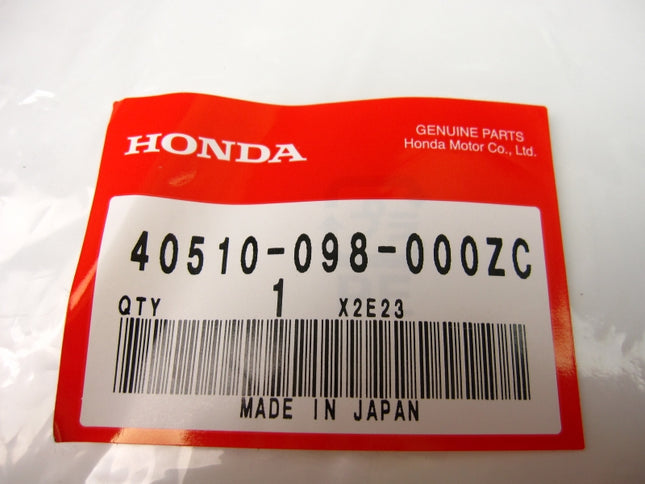 HONDA
GENUINE PARTS
Honda Motor Co., Ltd.
40510-098-000ZC
QTY 1 X2E23
MADE IN JAPAN